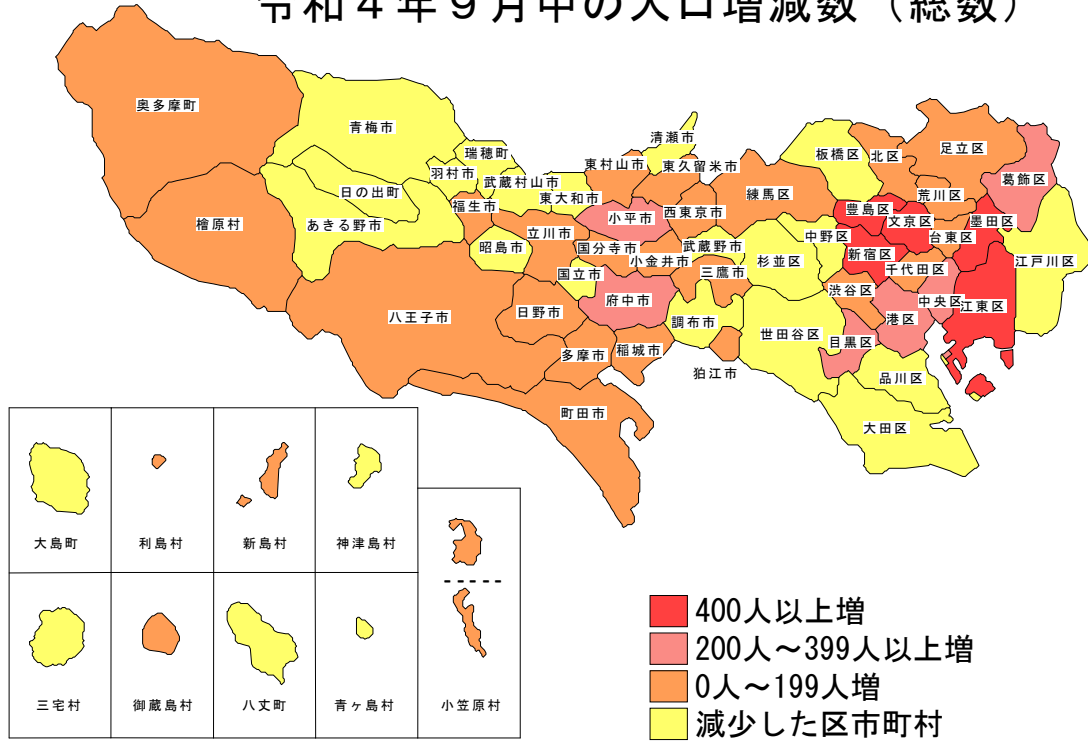 令和４年９月中の人口増減数（総数）
奥多摩町
青梅市
清瀬市
瑞穂町
東村山市
東久留米市
板橋区
北区
足立区
羽村市
武蔵村山市
葛飾区
日の出町
東大和市
練馬区
荒川区
福生市
小平市
西東京市
豊島区
文京区
墨田区
檜原村
あきる野市
立川市
台東区
昭島市
国分寺市
武蔵野市
中野区
小金井市
杉並区
新宿区
江戸川区
国立市
三鷹市
千代田区
渋谷区
府中市
中央区
八王子市
日野市
調布市
世田谷区
港区
江東区
目黒区
多摩市
稲城市
狛江市
品川区
町田市
大田区
大島町
利島村
新島村
神津島村
三宅村
御蔵島村
八丈町
青ヶ島村
小笠原村
400人以上増
200人～399人以上増
0人～199人増
減少した区市町村